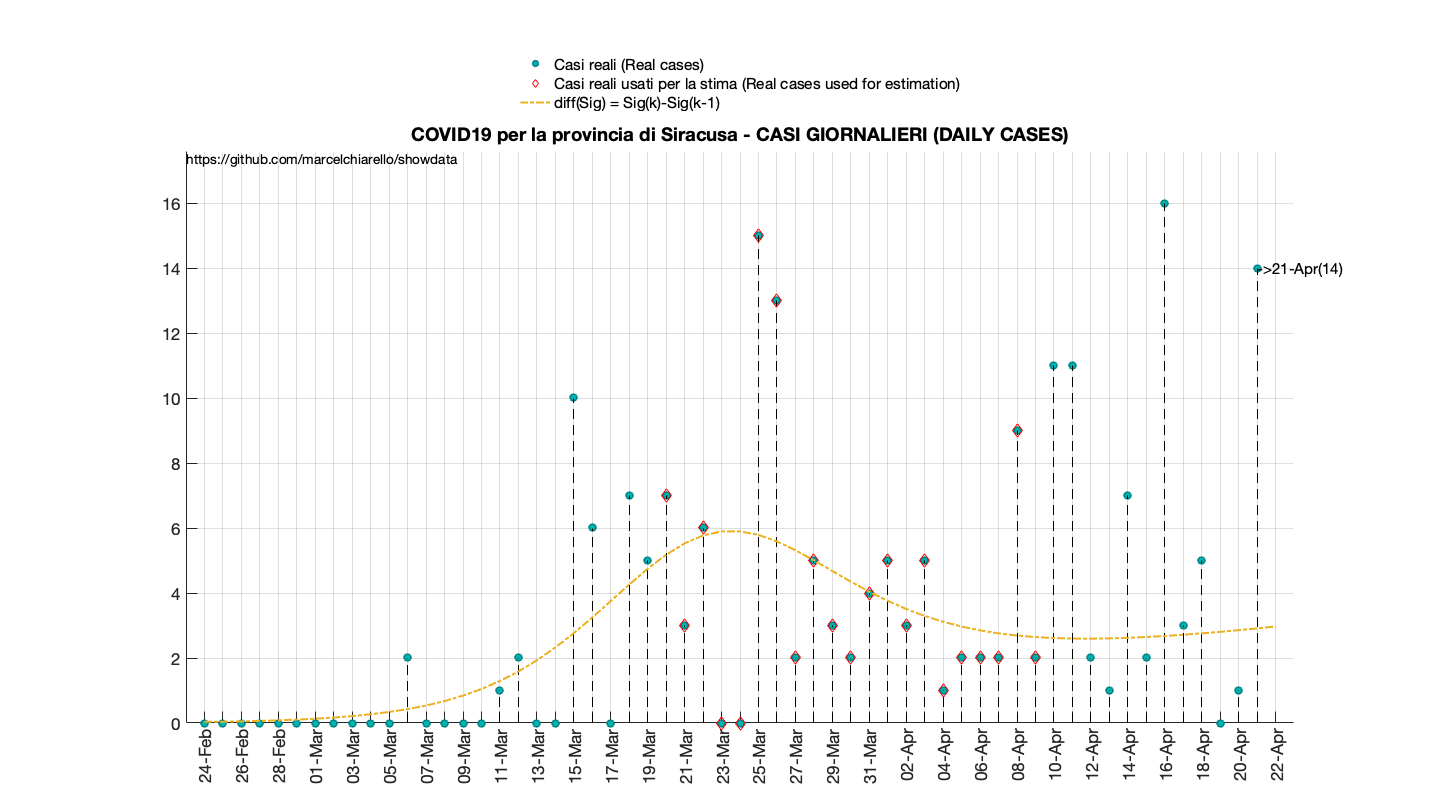 Casi reali (Real cases)
Casi reali usati per la stima (Real cases used for estimation)
diff(Sig) = Sig(k)-Sig(k-1)
COVID19 per la provincia di Siracusa - CASI GIORNALIERI (DAILY CASES)
https://github.com/marcelchiarello/showdata
16
14
>21-Apr(14)
12
10
8
6
4
2
0
24-Feb
26-Feb
28-Feb
01-Mar
03-Mar
05-Mar
07-Mar
09-Mar
11-Mar
13-Mar
15-Mar
17-Mar
19-Mar
21-Mar
23-Mar
25-Mar
27-Mar
29-Mar
31-Mar
02-Apr
04-Apr
06-Apr
08-Apr
10-Apr
12-Apr
14-Apr
16-Apr
18-Apr
20-Apr
22-Apr